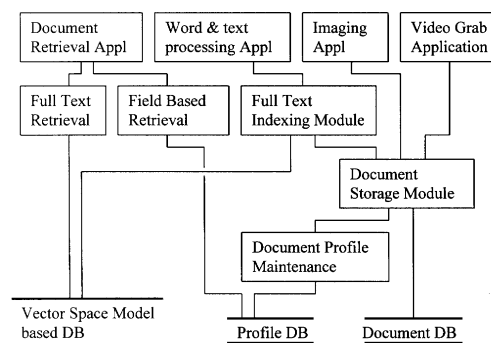 Document
Retrieval Appl
Word & text
processing Appl
Imaging
Appl
Video Grab
Application
Full Text
Retrieval
Field Based
Retrieval
Full Text
Indexing Module
Document
Storage Module
Document Profile
Maintenance
Vector Space Model
based DB
Profile DB
Document DB